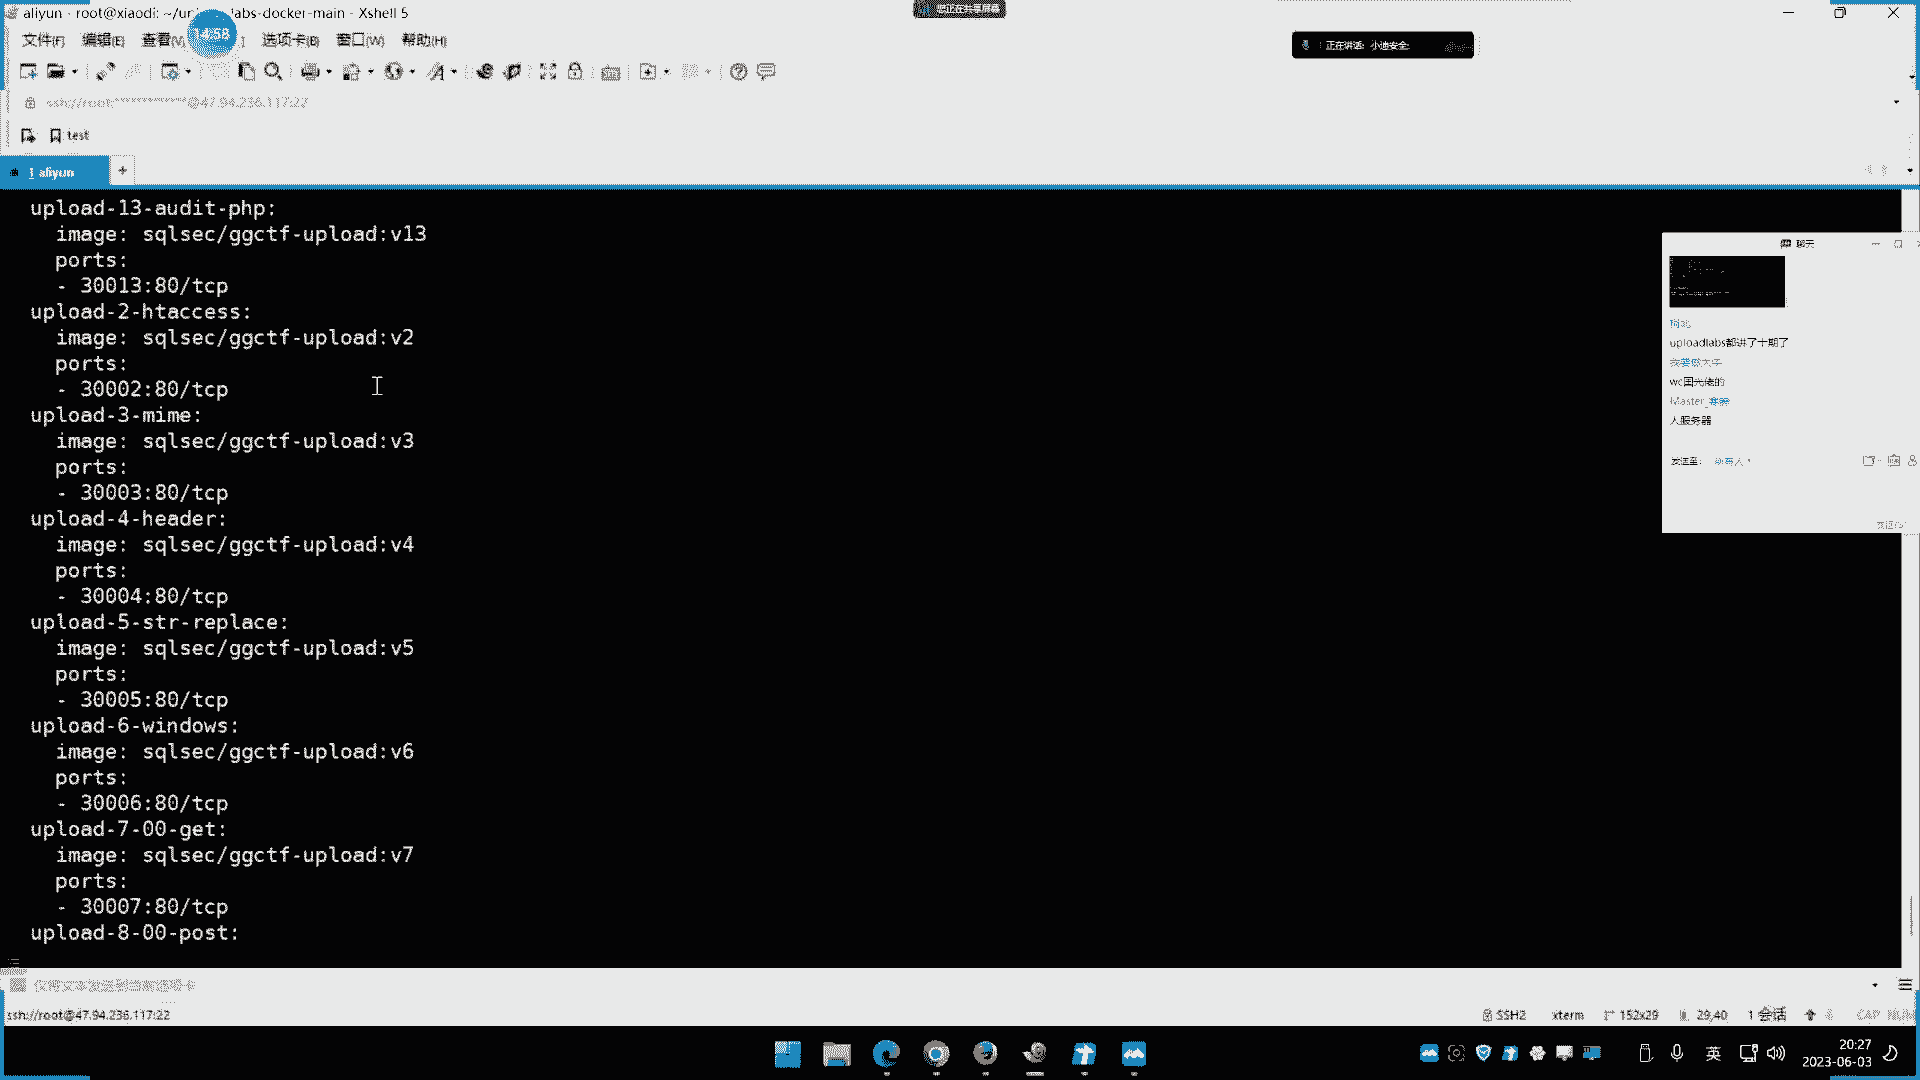 aliyun - root@xiaodi: ~/up
labs-docker-main - Xshell 5
您正在共享屏幕
14:58
文件(F)
编辑(E)
查看(V)
选项卡(B)
窗口(W)
帮助(H)
正在讲话: 小迪安全;
ssh://root:************@47.94.236.117:22
test
1 aliyun
+
upload-13-audit-php:
image: sqlsec/ggctf-upload:v13
ports:
- 30013:80/tcp
upload-2-htaccess:
image: sqlsec/ggctf-upload:v2
ports:
- 30002:80/tcp
upload-3-mime:
image: sqlsec/ggctf-upload:v3
ports:
- 30003:80/tcp
upload-4-header:
image: sqlsec/ggctf-upload:v4
ports:
- 30004:80/tcp
upload-5-str-replace:
image: sqlsec/ggctf-upload:v5
ports:
- 30005:80/tcp
upload-6-windows:
image: sqlsec/ggctf-upload:v6
ports:
- 30006:80/tcp
upload-7-00-get:
image: sqlsec/ggctf-upload:v7
ports:
- 30007:80/tcp
upload-8-00-post:
聊天
uploadlabs都讲了十期了
wc国光佬的
Master
人服务器
发送至: 所有人
仅将文本发送到当前选项卡
ssh://root@47.94.236.117:22
SSH2
xterm
152x29
29,40
1 会话
CAP NUM
英
20:27
2023-06-03